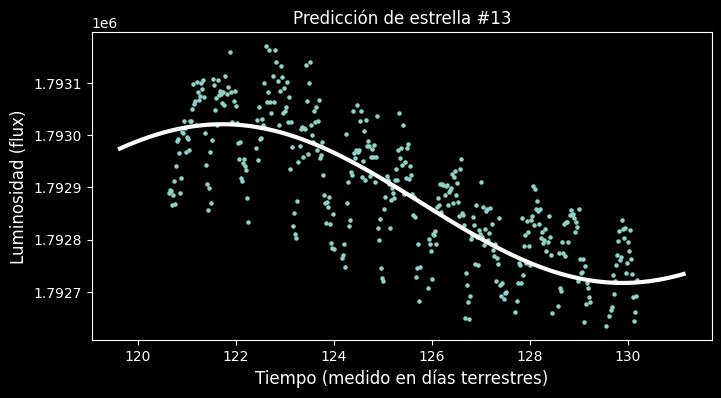 Predicción de estrella #13
1e6
Luminosidad (flux)
1.7931
1.7930
1.7929
1.7928
1.7927
120
122
124
126
128
130
Tiempo (medido en días terrestres)